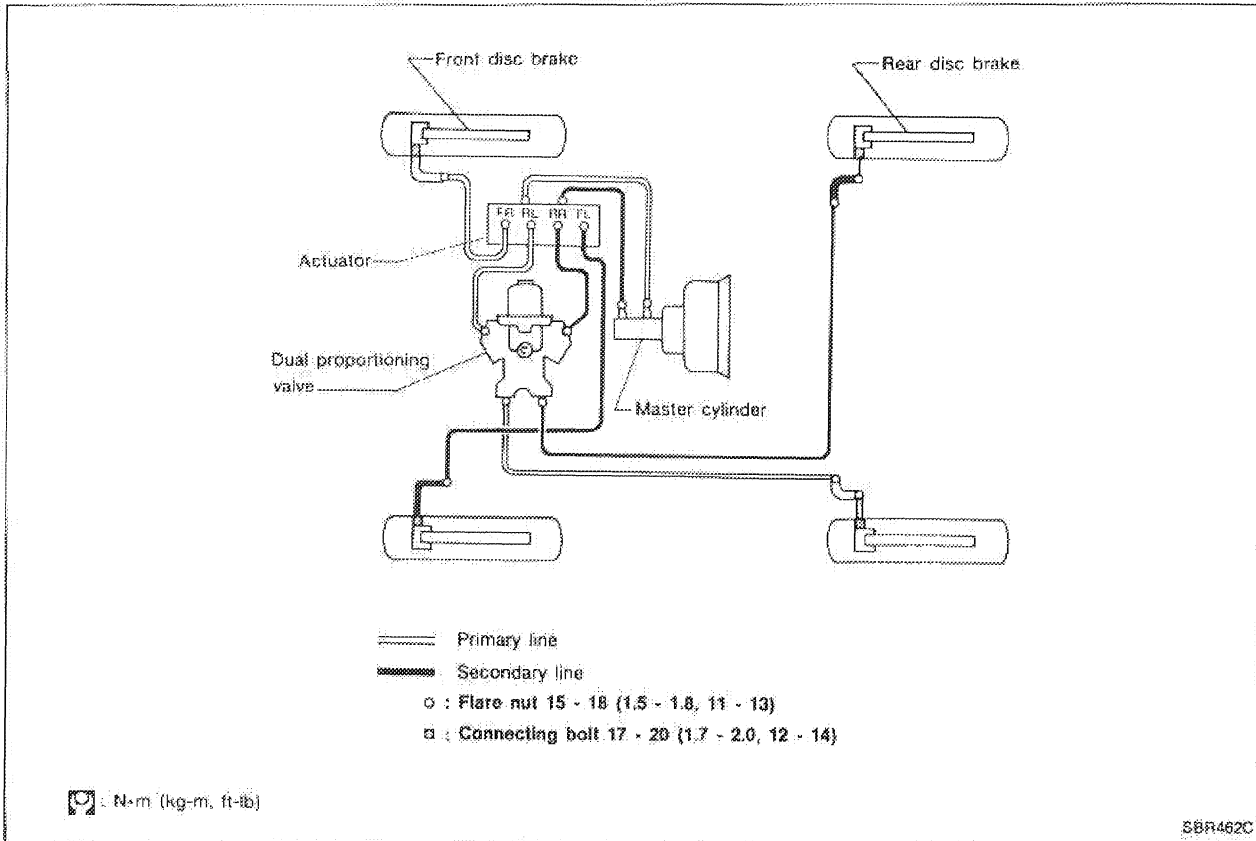 Front disc brake
Rear disc brake
FR RL RR FL
Actuator
Dual proportioning
valve
Master cylinder
Primary line
Secondary line
: Flare nut 15 - 18 (1.5 - 1.8, 11 - 13)
: Connecting bolt 17 - 20 (1.7 - 2.0, 12 - 14)
: N•m (kg-m, ft-lb)
SBR462C